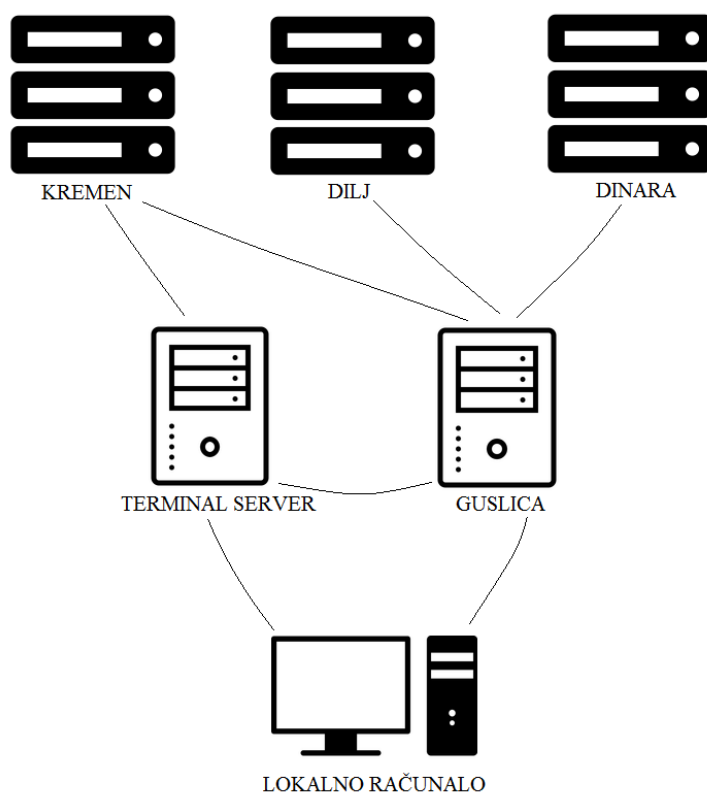 KREMEN
DILJ
DINARA
TERMINAL SERVER
GUSLICA
LOKALNO RAČUNALO